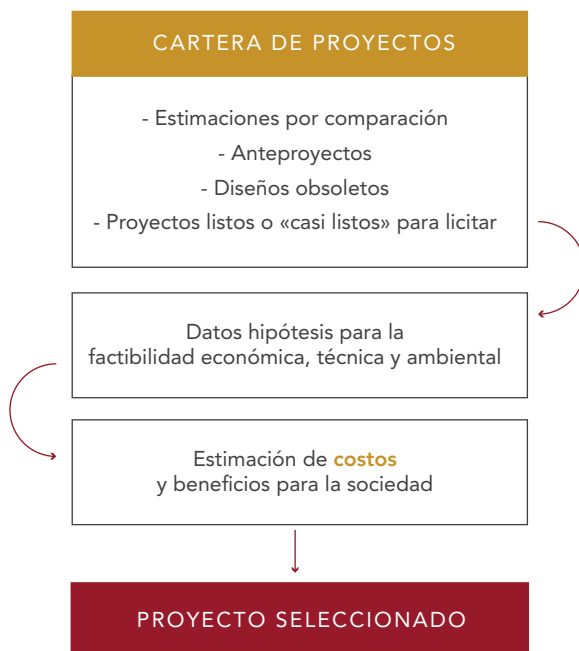 CARTERA DE PROYECTOS
- Estimaciones por comparación
- Anteproyectos
- Diseños obsoletos
- Proyectos listos o «casi listos» para licitar
Datos hipótesis para la
factibilidad económica, técnica y ambiental
Estimación de costos
y beneficios para la sociedad
PROYECTO SELECCIONADO